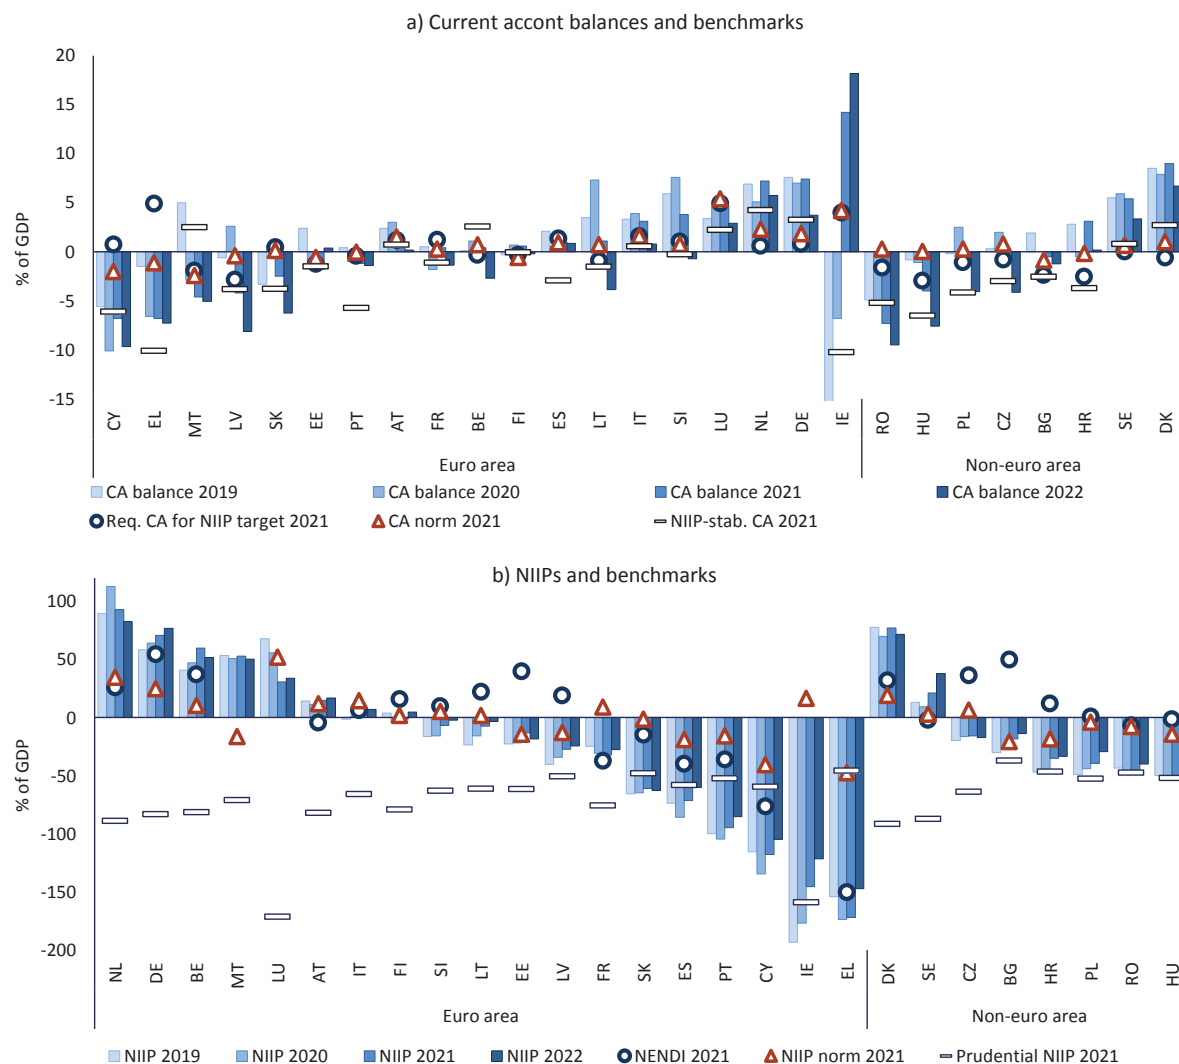 a) Current accont balances and benchmarks
% of GDP
20
15
10
5
0
-5
-10
-15
CY EL MT LV SK EE PT AT FR BE FI ES LT IT SI LU NL DE IE RO HU PL CZ BG HR SE DK
Euro area Non-euro area
CA balance 2019 CA balance 2020 CA balance 2021 CA balance 2022
Req. CA for NIIP target 2021 CA norm 2021 NIIP-stab. CA 2021
b) NIIPs and benchmarks
% of GDP
100
50
0
-50
-100
-150
-200
NL DE BE MT LU AT IT FI SI LT EE LV FR SK ES PT CY IE EL DK SE CZ BG HR PL RO HU
Euro area Non-euro area
NIIP 2019 NIIP 2020 NIIP 2021 NIIP 2022 NENDI 2021 NIIP norm 2021 Prudential NIIP 2021